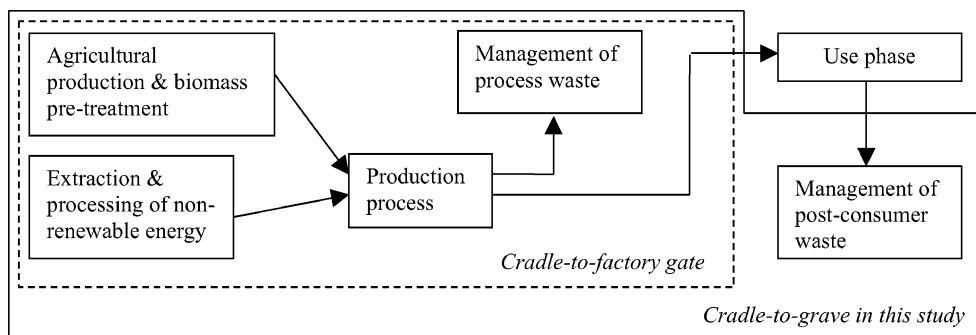 Agricultural
production & biomass
pre-treatment
Extraction &
processing of non-
renewable energy
Production
process
Management of
process waste
Cradle-to-factory gate
Use phase
Management of
post-consumer
waste
Cradle-to-grave in this study